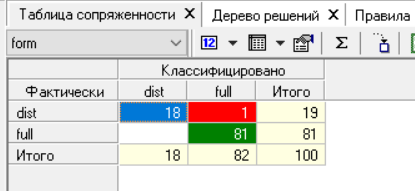 Таблица сопряженности X Дерево решений X Правила
form 12 Σ
Классифицировано
Фактически dist full Итого
dist 18 1 19
full 81 81
Итого 18 82 100